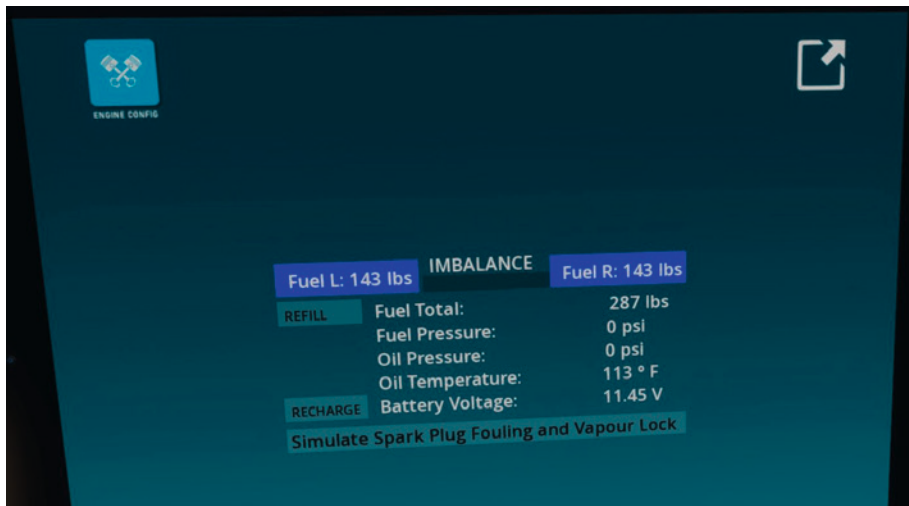 ENGINE CONFIG
IMBALANCE
Fuel L: 143 lbs
Fuel R: 143 lbs
REFILL
Fuel Total: 287 lbs
Fuel Pressure: 0 psi
Oil Pressure: 0 psi
Oil Temperature: 113 ° F
RECHARGE
Battery Voltage: 11.45 V
Simulate Spark Plug Fouling and Vapour Lock